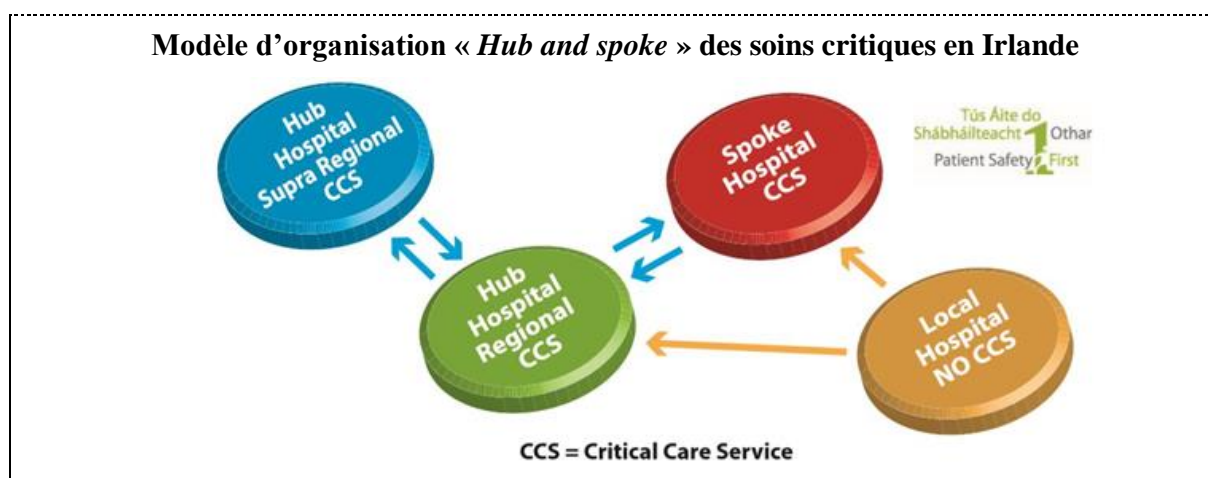 Modèle d’organisation « Hub and spoke » des soins critiques en Irlande
Hub
Hospital
Supra Regional
CCS
Spoke
Hospital
CCS
Tús Áite do
Shábháilteacht 1 Othar
Patient Safety First
Hub
Hospital
Regional
CCS
Local
Hospital
NO CCS
CCS = Critical Care Service